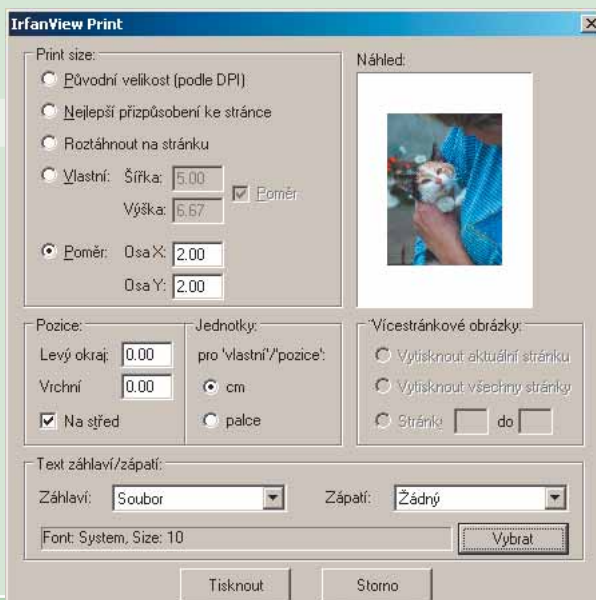 IrfanView Print
Print size:
Původní velikost (podle DPI)
Nejlepší přizpůsobení ke stránce
Roztáhnout na stránku
Vlastní: Šířka: 5.00
Výška: 6.67
Poměr
Poměr: Osa X: 2.00
Osa Y: 2.00
Náhled:
Pozice:
Levý okraj: 0.00
Vrchní 0.00
Na střed
Jednotky:
pro 'vlastní'/'pozice':
cm
palce
Vícestránkové obrázky:
Vytisknout aktuální stránku
Vytisknout všechny stránky
Stránk: do
Text záhlaví/zápatí:
Záhlaví: Soubor Zápatí: Žádný
Font: System, Size: 10 Vybrat
Tisknout Storno